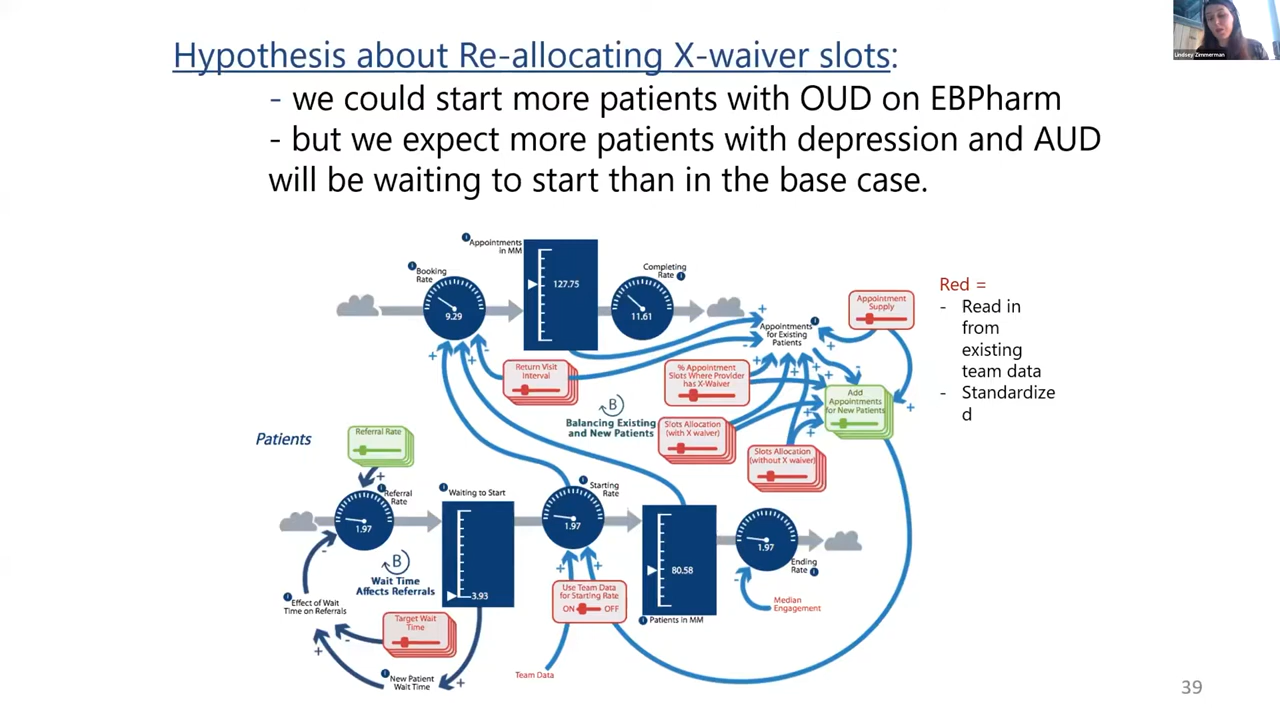 Hypothesis about Re-allocating X-waiver slots:
- we could start more patients with OUD on EBPharm
- but we expect more patients with depression and AUD
will be waiting to start than in the base case.
Lindsey Zimmerman
Appointments
in MM
127.75
Booking
Rate
9.29
Completing
Rate
11.61
Appointments
for Existing
Patients
Appointment
Supply
Red =
- Read in
from
existing
team data
- Standardize
d
Return Visit
Interval
% Appointment
Slots Where Provider
has X-Waiver
Add
Appointments
for New Patients
B
Balancing Existing
and New Patients
Slots Allocation
(with X waiver)
Slots Allocation
(without X waiver)
Patients
Referral Rate
Referral
Rate
1.97
Waiting to Start
3.93
Starting
Rate
1.97
80.58
Patients in MM
1.97
Ending
Rate
B
Wait Time
Affects Referrals
Effect of Wait
Time on Referrals
Target Wait
Time
New Patient
Wait Time
Use Team Data
for Starting Rate
ON OFF
Team Data
Median
Engagement
39